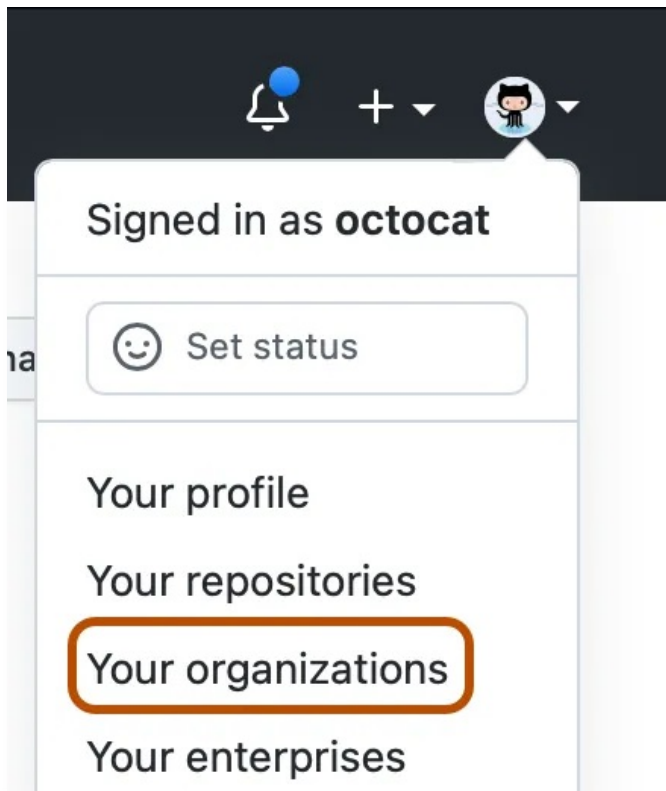 Signed in as octocat
Set status
Your profile
Your repositories
Your organizations
Your enterprises